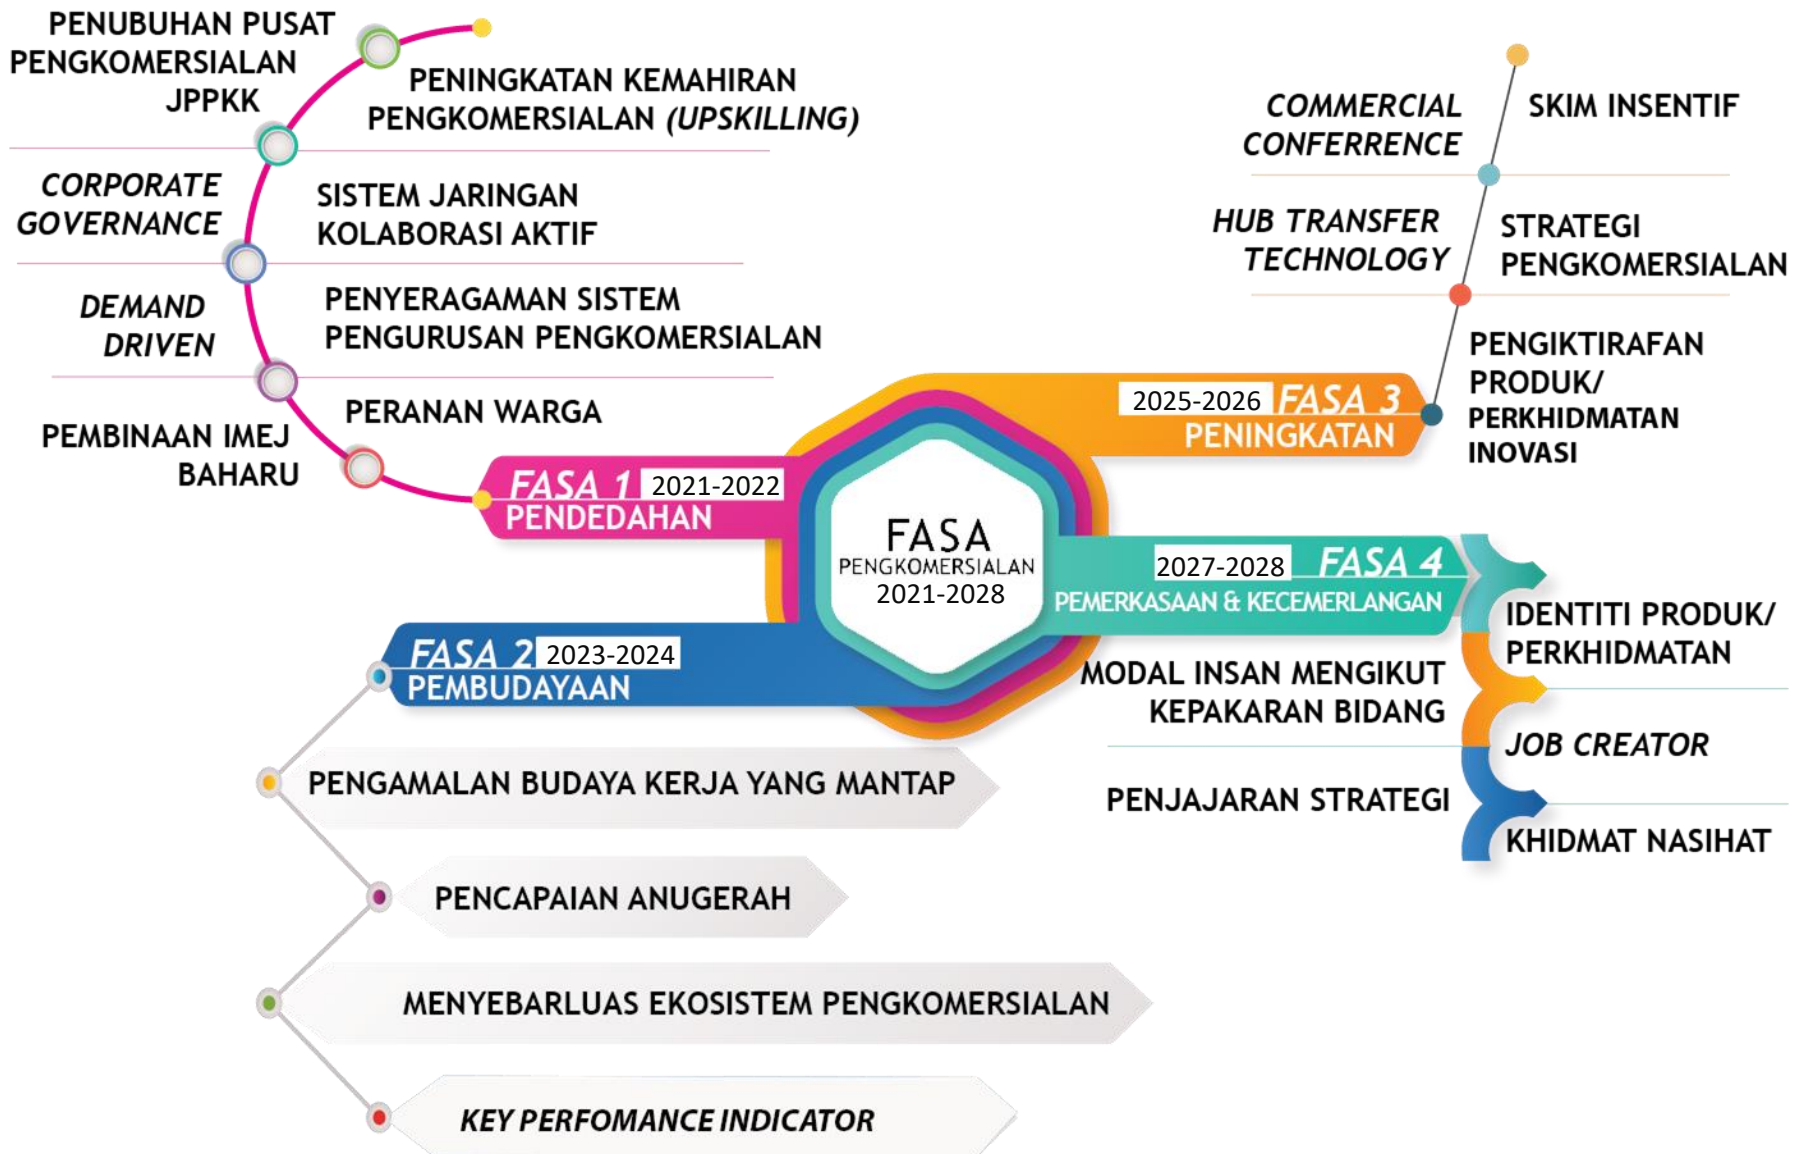 PENUBUHAN PUSAT
PENGKOMERSIALAN
JPPKK
PENINGKATAN KEMAHIRAN
PENGKOMERSIALAN (UPSKILLING)
CORPORATE
GOVERNANCE
SISTEM JARINGAN
KOLABORASI AKTIF
DEMAND
DRIVEN
PENYERAGAMAN SISTEM
PENGURUSAN PENGKOMERSIALAN
PEMBINAAN IMEJ
BAHARU
PERANAN WARGA
FASA 1 2021-2022
PENDEDAHAN
FASA
PENGKOMERSIALAN
2021-2028
FASA 2 2023-2024
PEMBUDAYAAN
PENGAMALAN BUDAYA KERJA YANG MANTAP
PENCAPAIAN ANUGERAH
MENYEBARLUAS EKOSISTEM PENGKOMERSIALAN
KEY PERFOMANCE INDICATOR
COMMERCIAL
CONFERRENCE
SKIM INSENTIF
HUB TRANSFER
TECHNOLOGY
STRATEGI
PENGKOMERSIALAN
PENGIKTIRAFAN
PRODUK/
PERKHIDMATAN
INOVASI
2025-2026 FASA 3
PENINGKATAN
2027-2028 FASA 4
PEMERKASAAN & KECEMERLANGAN
IDENTITI PRODUK/
PERKHIDMATAN
MODAL INSAN MENGIKUT
KEPAKARAN BIDANG
JOB CREATOR
PENJAJARAN STRATEGI
KHIDMAT NASIHAT